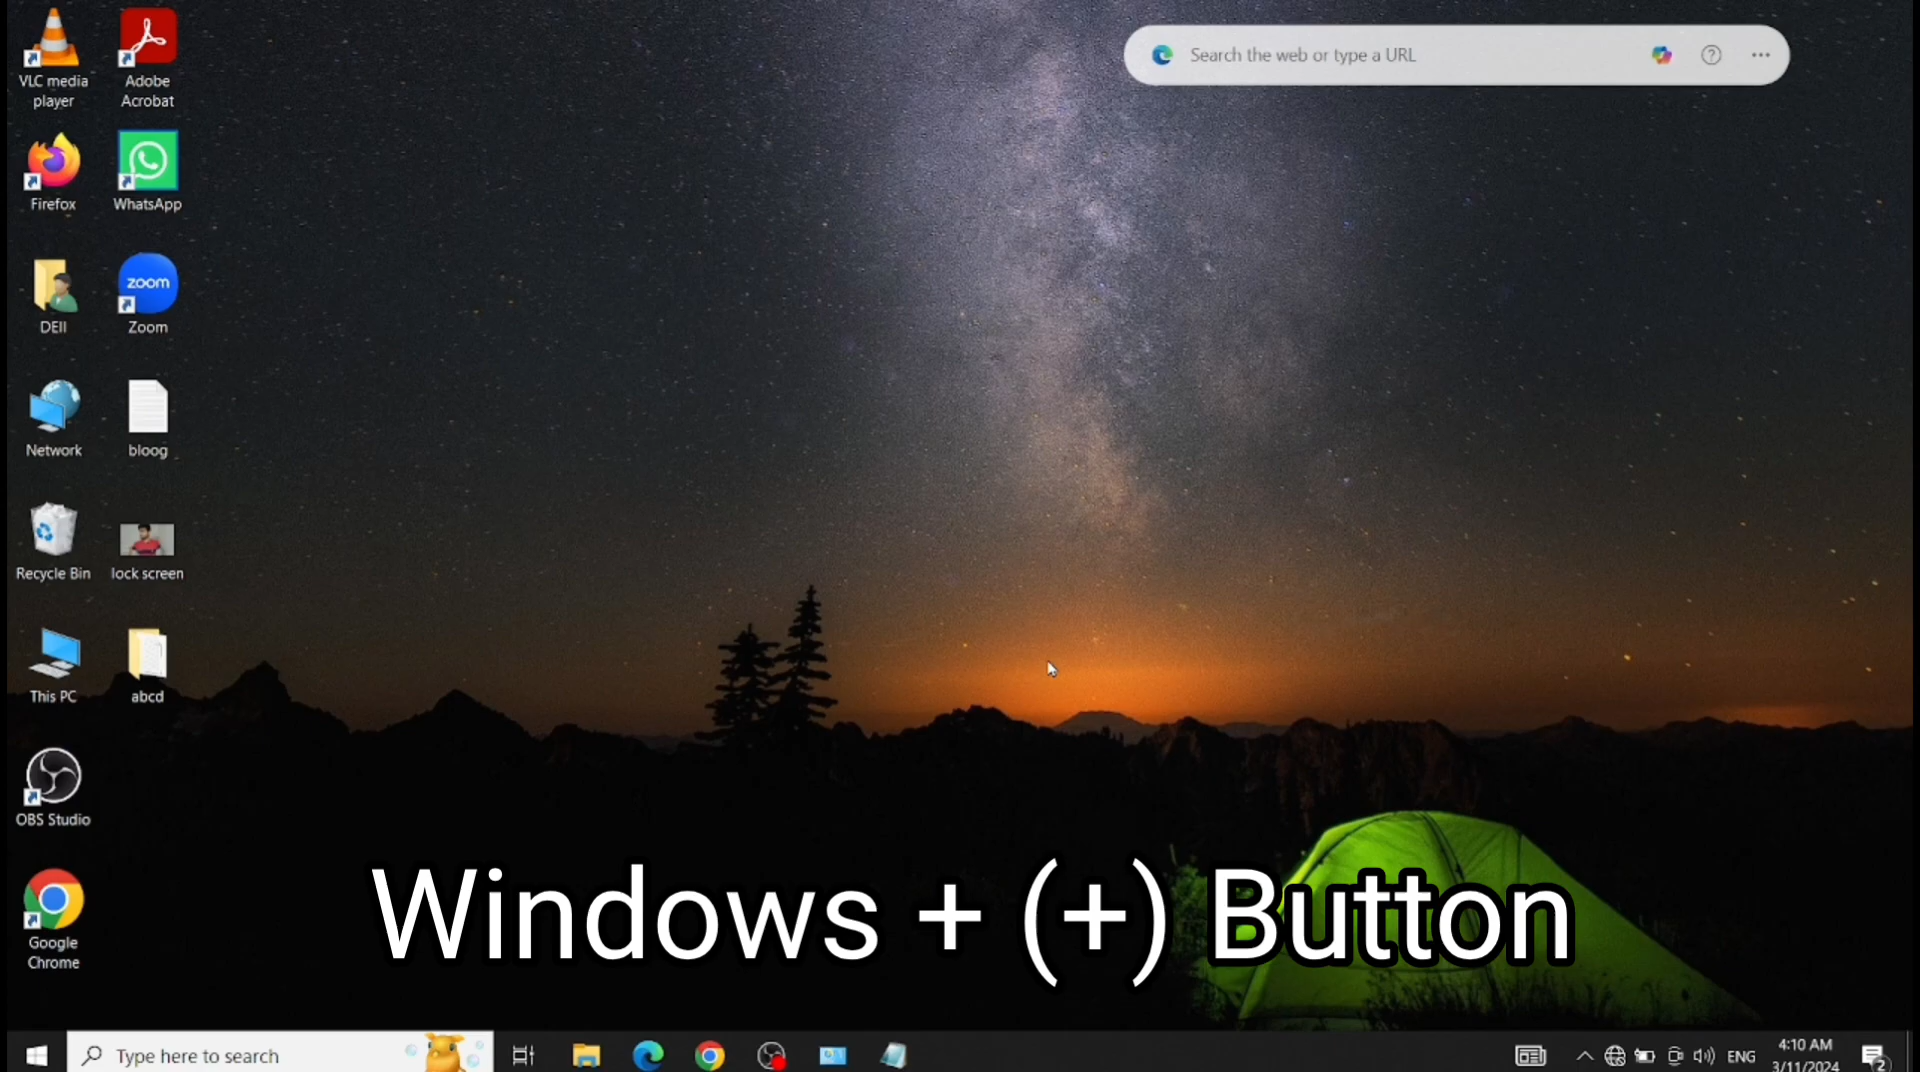 VLC media
player
Adobe
Acrobat
Search the web or type a URL
Firefox
WhatsApp
DEll
zoom
Zoom
Network
bloog
Recycle Bin
lock screen
This PC
abcd
OBS Studio
Google
Chrome
Windows + (+) Button
Type here to search
ENG
4:10 AM
3/11/2024
2